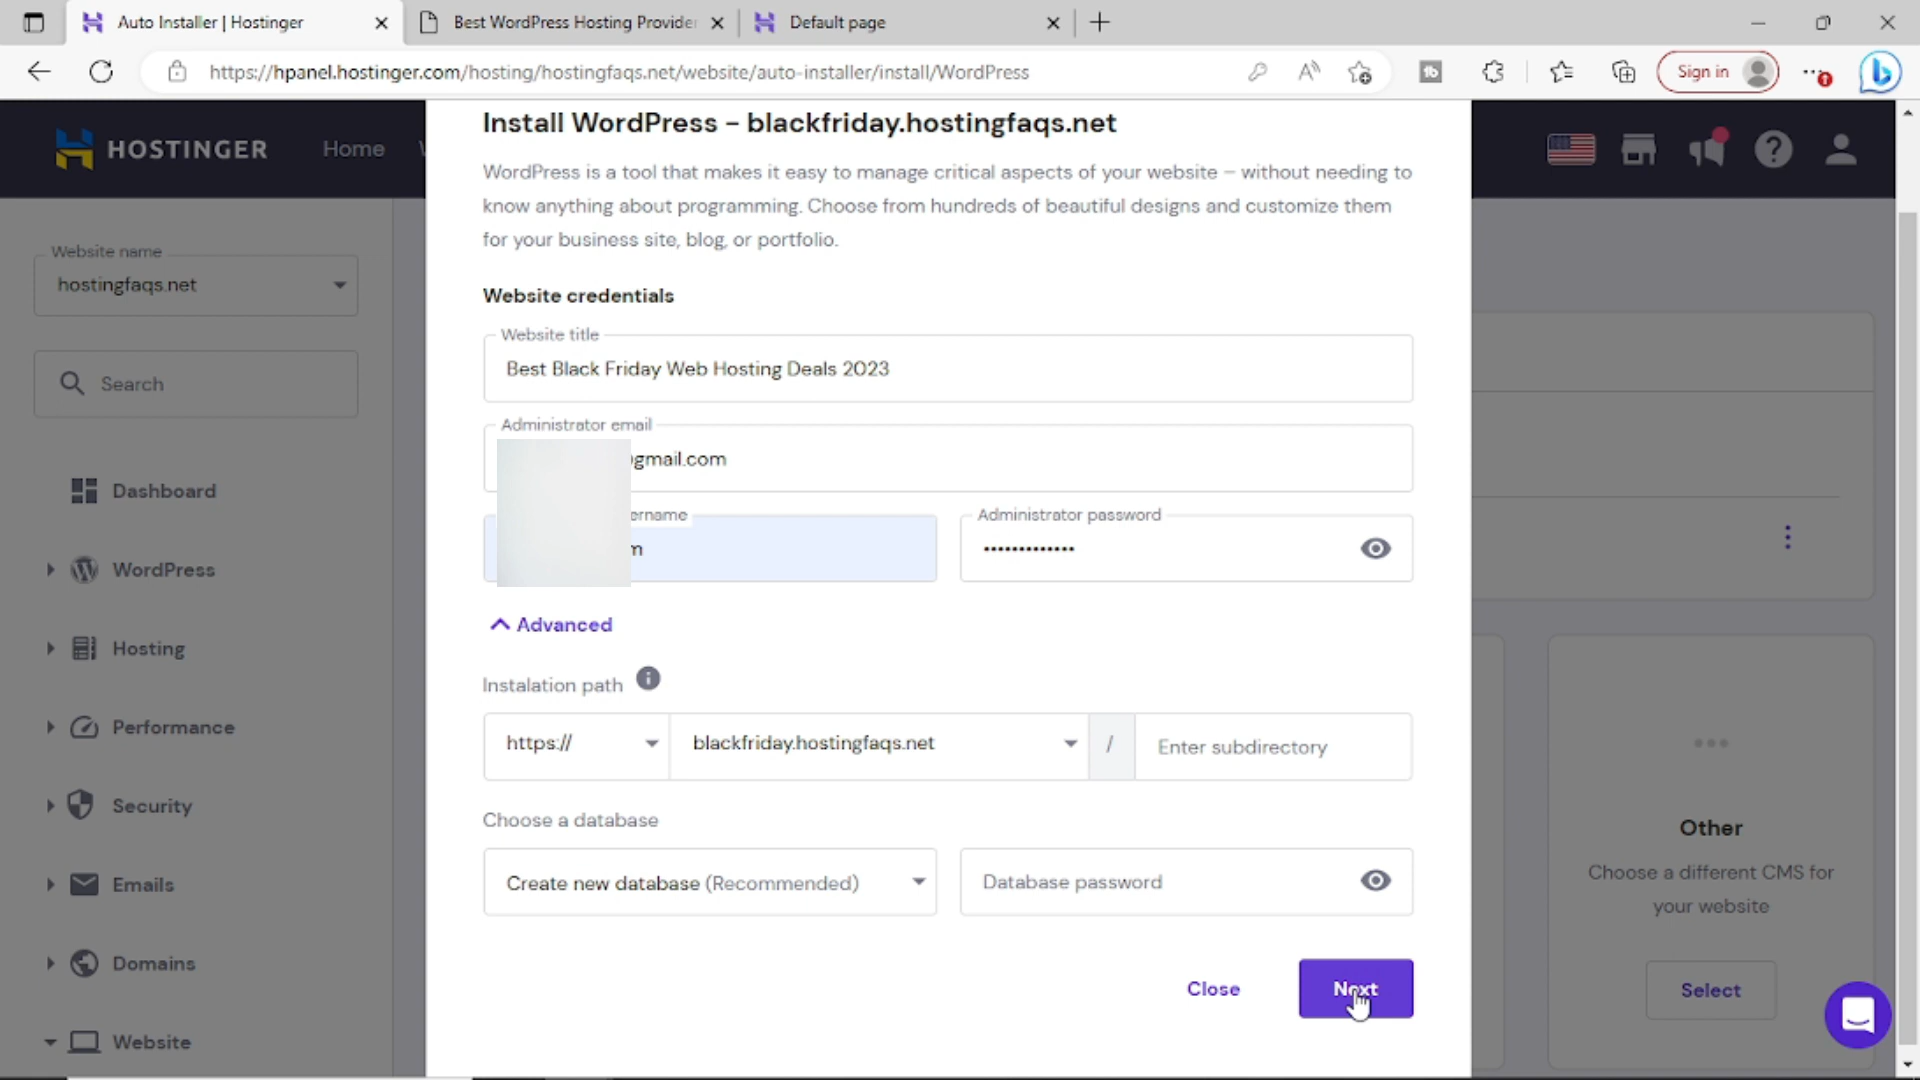 Auto Installer | Hostinger
Best WordPress Hosting Provider
Default page
https://hpanel.hostinger.com/hosting/hostingfaqs.net/website/auto-installer/install/WordPress
Sign in
HOSTINGER
Home
Website name
hostingfaqs.net
Search
Dashboard
WordPress
Hosting
Performance
Security
Emails
Domains
Website
Install WordPress - blackfriday.hostingfaqs.net
WordPress is a tool that makes it easy to manage critical aspects of your website – without needing to
know anything about programming. Choose from hundreds of beautiful designs and customize them
for your business site, blog, or portfolio.
Website credentials
Website title
Best Black Friday Web Hosting Deals 2023
Administrator email
gmail.com
ername
m
Administrator password
•••••••••••••
Advanced
Instalation path
https://
blackfriday.hostingfaqs.net
/
Enter subdirectory
Choose a database
Create new database (Recommended)
Database password
Close
Next
Other
Choose a different CMS for
your website
Select